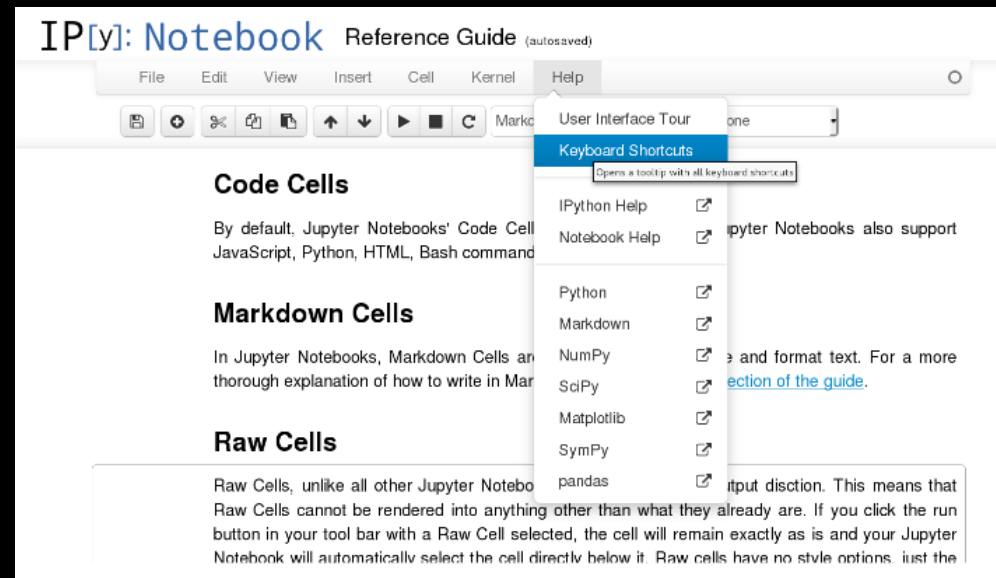 IP[y]: Notebook Reference Guide (autosaved)
File Edit View Insert Cell Kernel Help
Markd
one
User Interface Tour
Keyboard Shortcuts
Opens a tooltip with all keyboard shortcuts
IPython Help
Notebook Help
Python
Markdown
NumPy
SciPy
Matplotlib
SymPy
pandas
Code Cells
By default, Jupyter Notebooks' Code Cell pyter Notebooks also support
JavaScript, Python, HTML, Bash command
Markdown Cells
In Jupyter Notebooks, Markdown Cells are and format text. For a more
thorough explanation of how to write in Mar ection of the guide.
Raw Cells
Raw Cells, unlike all other Jupyter Notebo tput disction. This means that
Raw Cells cannot be rendered into anything other than what they already are. If you click the run
button in your tool bar with a Raw Cell selected, the cell will remain exactly as is and your Jupyter
Notebook will automatically select the cell directly below it. Raw cells have no style options, just the